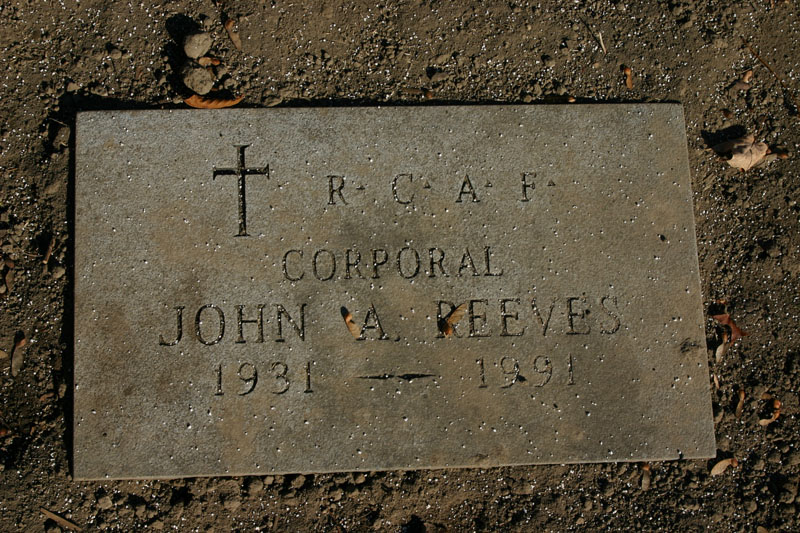 R. C. A. F.
CORPORAL
JOHN A. REEVES
1931 - 1991